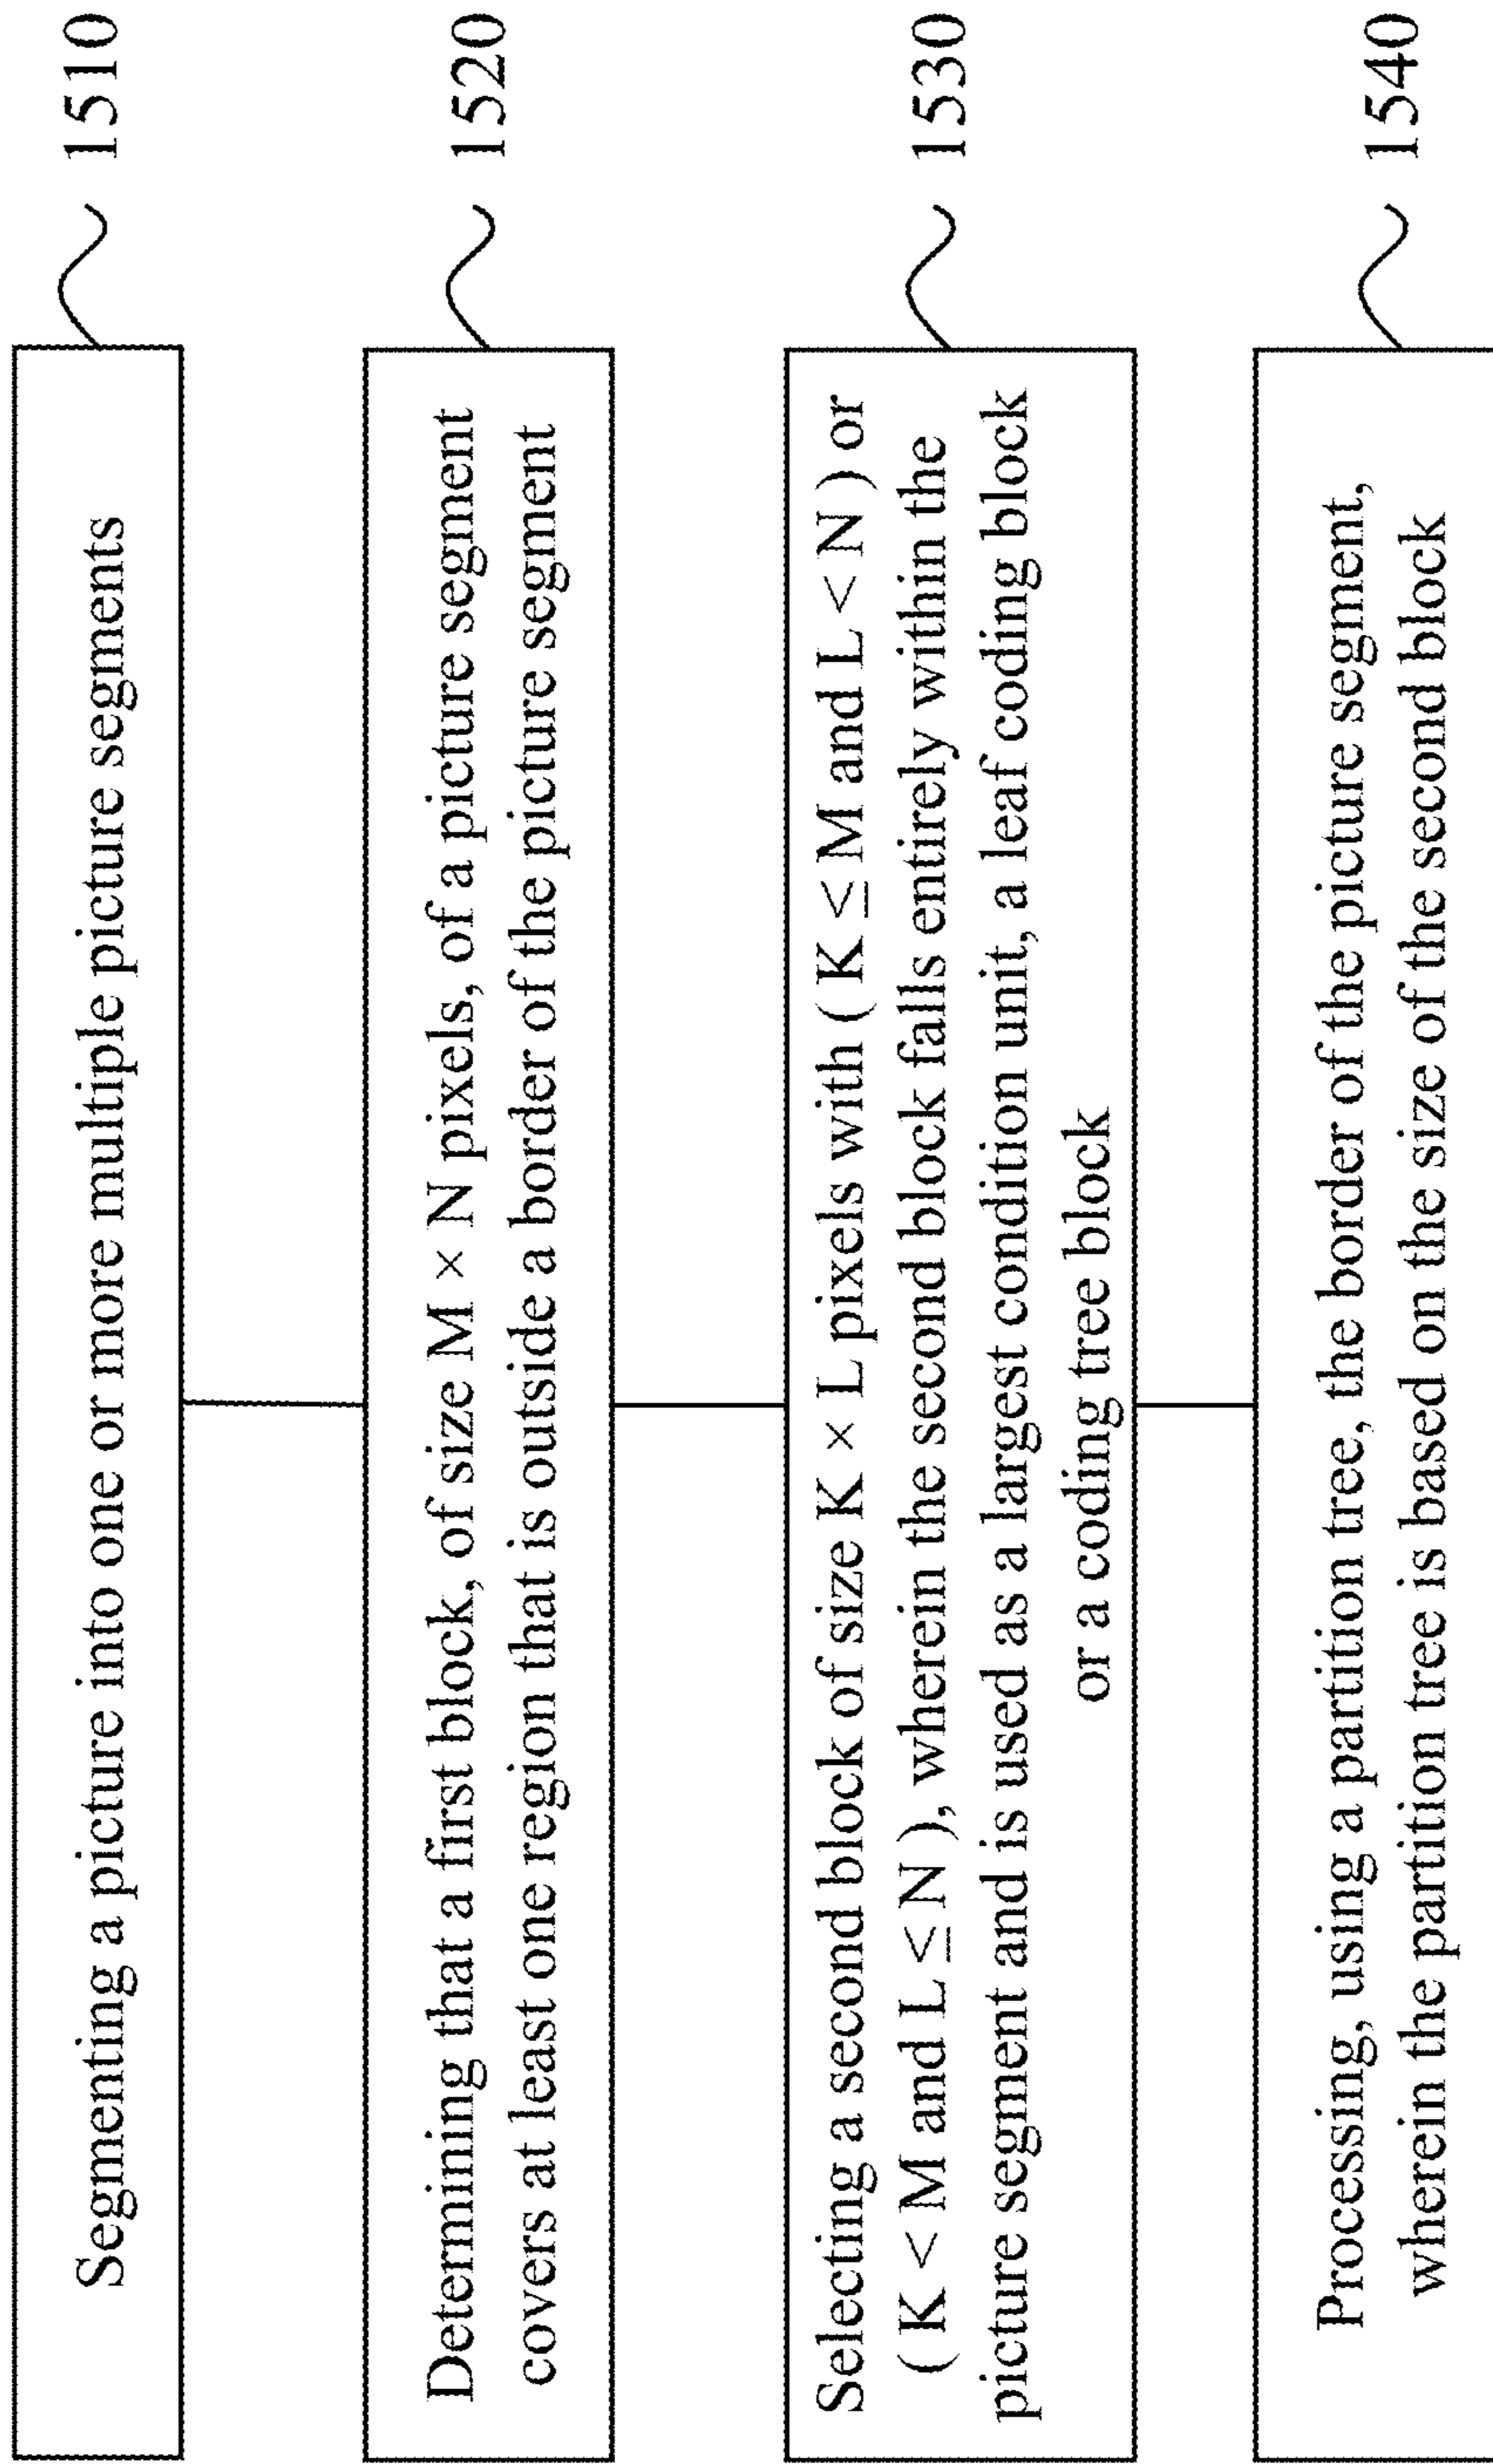 Segmenting a picture into one or more multiple picture segments
1510
Determining that a first block, of size M × N pixels, of a picture segment
covers at least one region that is outside a border of the picture segment
1520
Selecting a second block of size K × L pixels with ( K ≤ M and L < N ) or
( K < M and L ≤ N ), wherein the second block falls entirely within the
picture segment and is used as a largest condition unit, a leaf coding block
or a coding tree block
1530
Processing, using a partition tree, the border of the picture segment,
wherein the partition tree is based on the size of the second block
1540